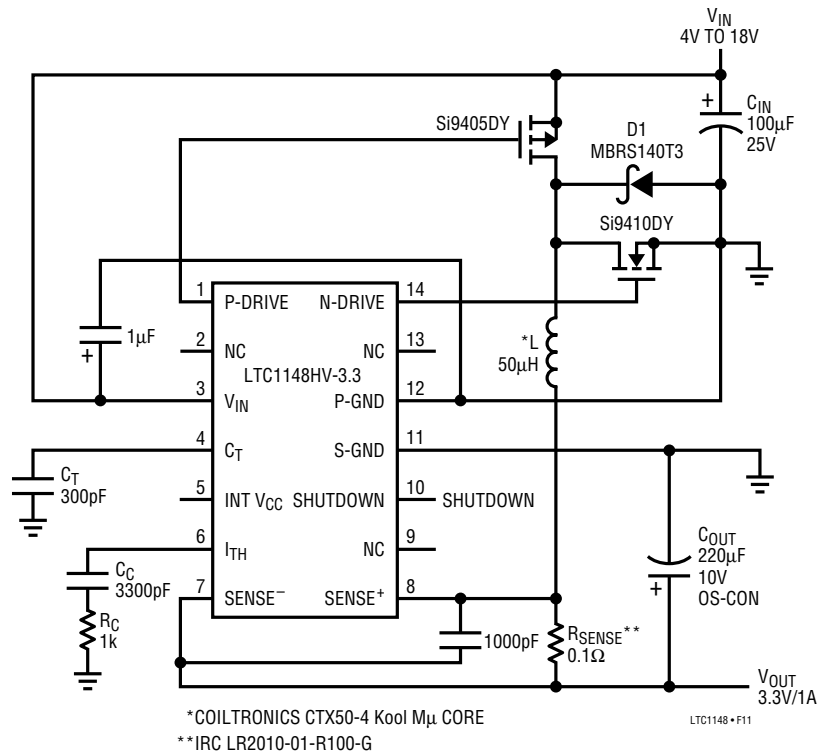 VIN
4V TO 18V
Si9405DY
+
CIN
100µF
25V
D1
MBRS140T3
Si9410DY
1µF
+
1
P-DRIVE
N-DRIVE
14
2
NC
NC
13
LTC1148HV-3.3
3
VIN
P-GND
12
4
CT
S-GND
11
5
INT VCC
SHUTDOWN
10
SHUTDOWN
6
ITH
NC
9
7
SENSE–
SENSE+
8
*L
50µH
CT
300pF
CC
3300pF
RC
1k
1000pF
RSENSE**
0.1Ω
COUT
220µF
10V
OS-CON
+
VOUT
3.3V/1A
*COILTRONICS CTX50-4 Kool Mµ CORE
**IRC LR2010-01-R100-G
LTC1148 • F11